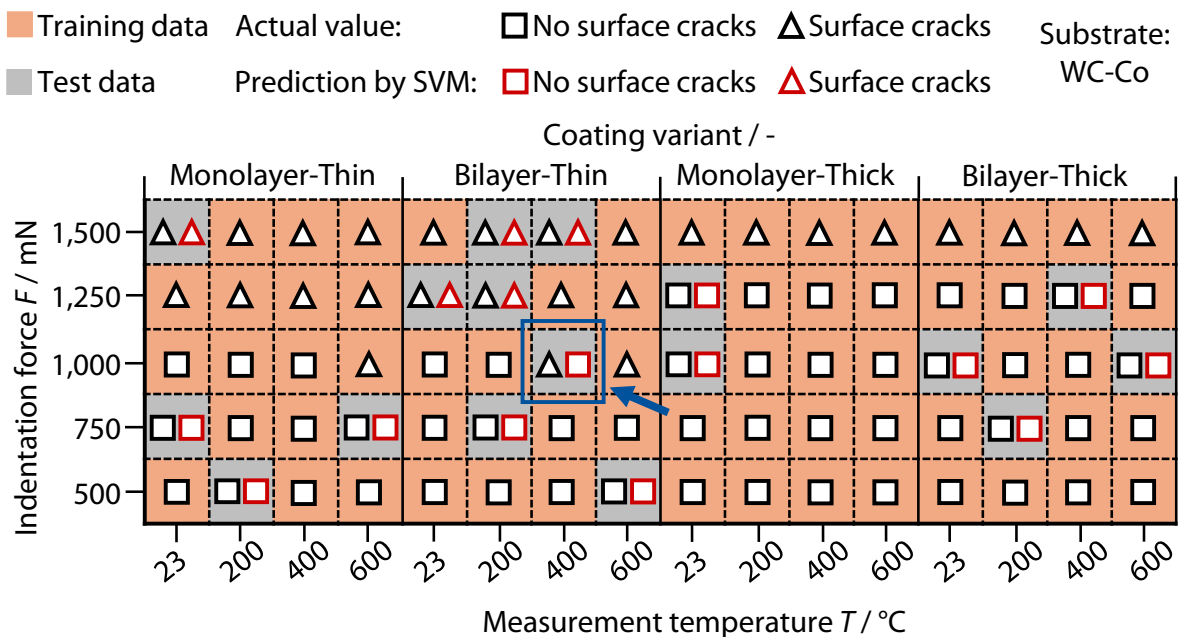 Training data Actual value: No surface cracks Surface cracks Substrate:
Test data Prediction by SVM: No surface cracks Surface cracks WC-Co
Coating variant / -
Monolayer-Thin Bilayer-Thin Monolayer-Thick Bilayer-Thick
Indentation force F / mN
1,500
1,250
1,000
750
500
23 200 400 600 23 200 400 600 23 200 400 600 23 200 400 600
Measurement temperature T / °C